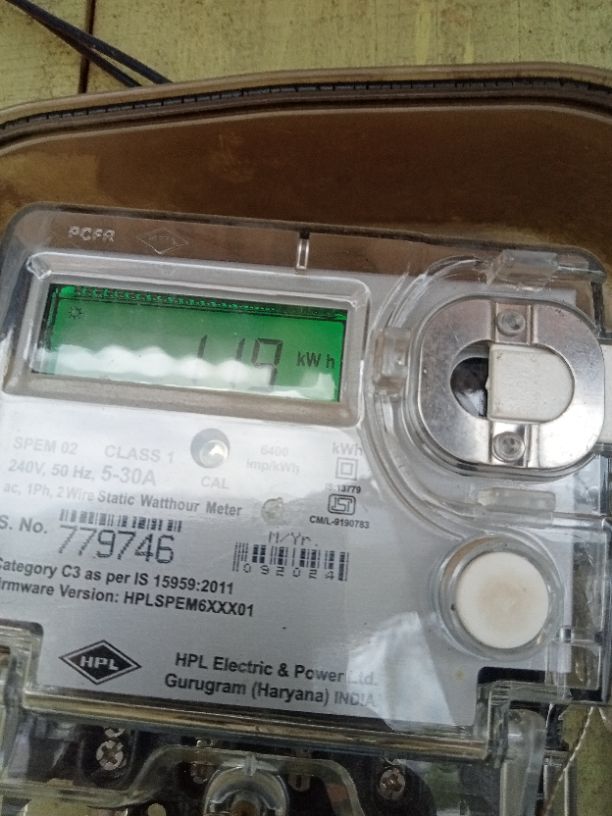 PCFR HPL
119 kWh
SPEM 02 CLASS 1 6400 imp/kWh kWh
240V, 50 Hz, 5-30A CAL IS 13779
ac, 1Ph, 2 Wire Static Watthour Meter
CM/L-9190783
S. No. 779746 M/Yr. 092024
Category C3 as per IS 15959:2011
irmware Version: HPLSPEM6XXX01
HPL HPL Electric & Power Ltd.
Gurugram (Haryana) INDIA